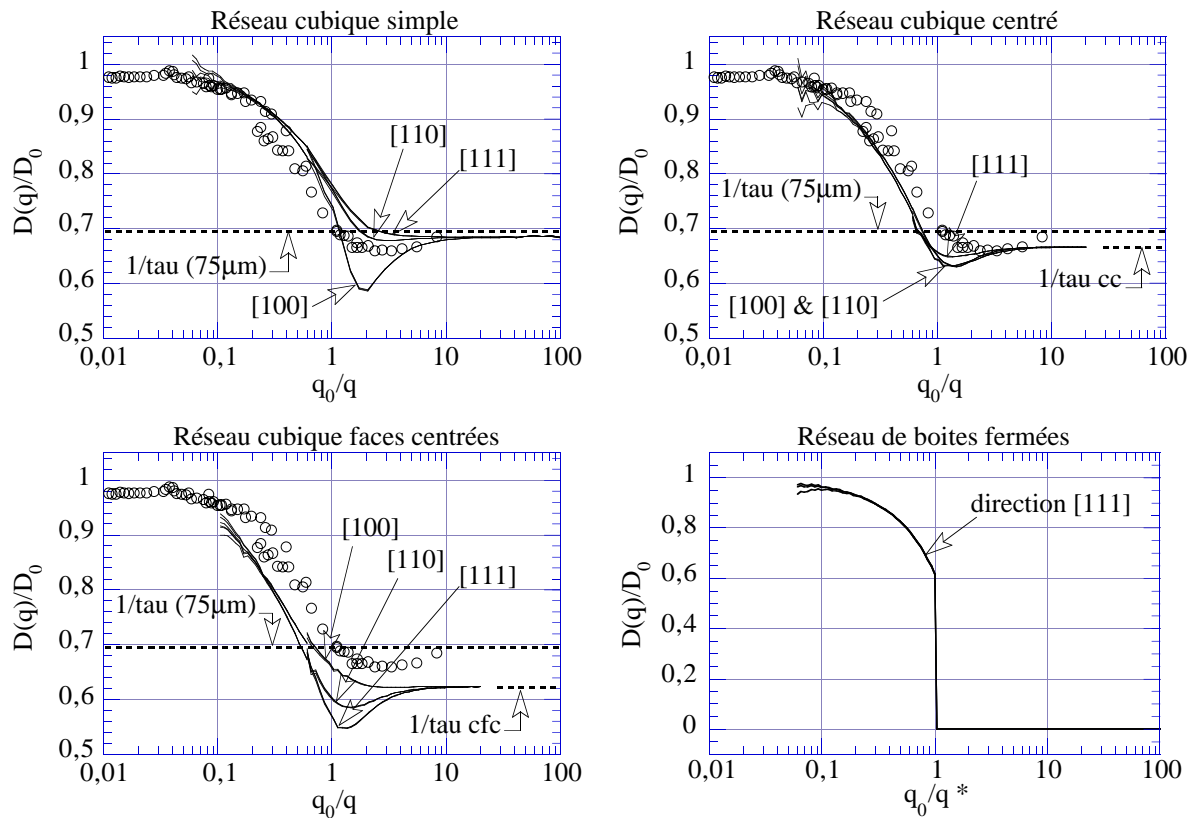 Réseau cubique simple
1
0,9
0,8
0,7
0,6
0,5
D(q)/D0
[110]
[111]
1/tau (75µm)
[100]
0,01 0,1 1 10 100
q0/q
Réseau cubique centré
1
0,9
0,8
0,7
0,6
0,5
D(q)/D0
[111]
1/tau (75µm)
1/tau cc
[100] & [110]
0,01 0,1 1 10 100
q0/q
Réseau cubique faces centrées
1
0,9
0,8
0,7
0,6
0,5
D(q)/D0
[100]
[110]
[111]
1/tau (75µm)
1/tau cfc
0,01 0,1 1 10 100
q0/q
Réseau de boites fermées
1
0,8
0,6
0,4
0,2
0
D(q)/D0
direction [111]
0,01 0,1 1 10 100
q0/q *